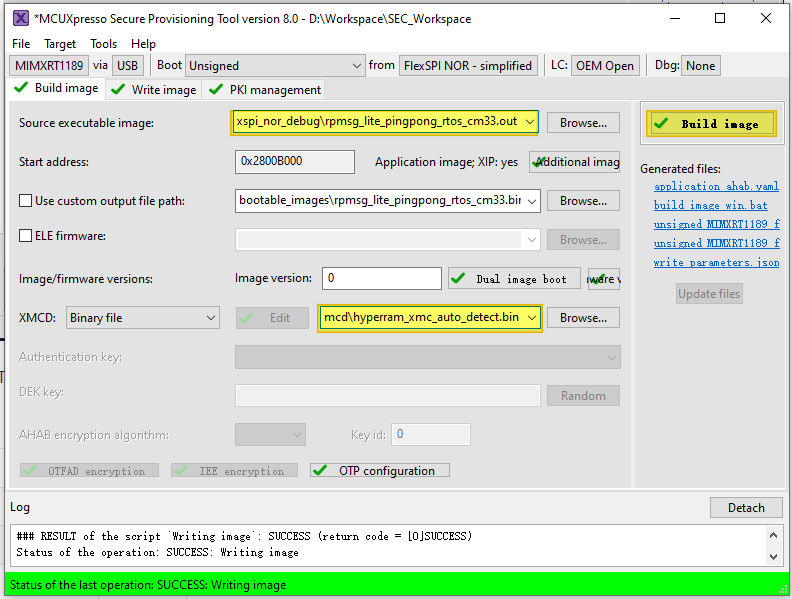 *MCUXpresso Secure Provisioning Tool version 8.0 - D:\Workspace\SEC_Workspace
File Target Tools Help
MIMXRT1189 via USB Boot Unsigned from FlexSPI NOR - simplified LC: OEM Open Dbg: None
Build image Write image PKI management
Source executable image: xspi_nor_debug\rpmsg_lite_pingpong_rtos_cm33.out Browse... Build image
Start address: 0x2800B000 Application image; XIP: yes Additional imag
Generated files:
application_ahab.yaml
Use custom output file path: bootable_images\rpmsg_lite_pingpong_rtos_cm33.bin Browse...
build_image_win.bat
unsigned_MIMXRT1189_f
ELE firmware: Browse...
unsigned_MIMXRT1189_f
write_parameters.json
Image/firmware versions: Image version: 0 Dual image boot ware v
Update files
XMCD: Binary file Edit mcd\hyperram_xmc_auto_detect.bin Browse...
Authentication key:
DEK key: Random
AHAB encryption algorithm: Key id: 0
OTFAD encryption IEE encryption OTP configuration
Log Detach
### RESULT of the script `Writing image`: SUCCESS (return code = [0]SUCCESS)
Status of the operation: SUCCESS: Writing image
Status of the last operation: SUCCESS: Writing image